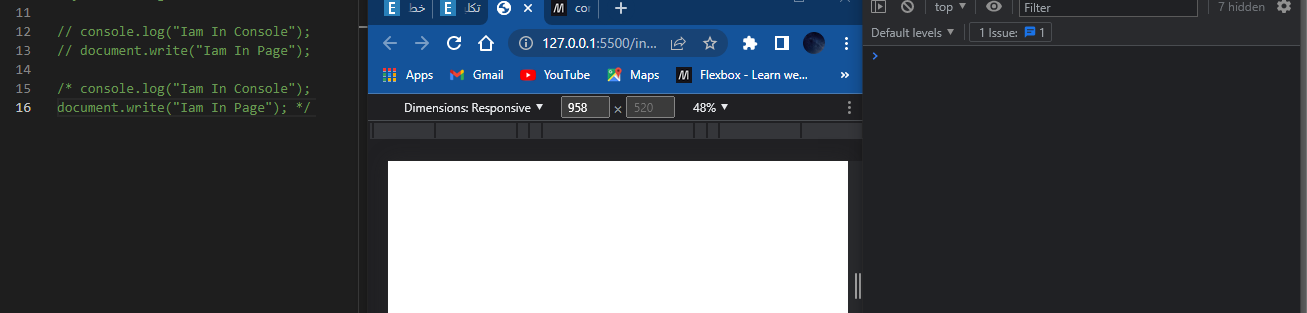 11
12 // console.log("Iam In Console");
13 // document.write("Iam In Page");
14
15 /* console.log("Iam In Console");
16 document.write("Iam In Page"); */
E خط E تكا M cor
127.0.0.1:5500/in...
Apps Gmail YouTube Maps M Flexbox - Learn we... »
Dimensions: Responsive 958 × 520 48%
top Filter 7 hidden
Default levels 1 Issue: 1